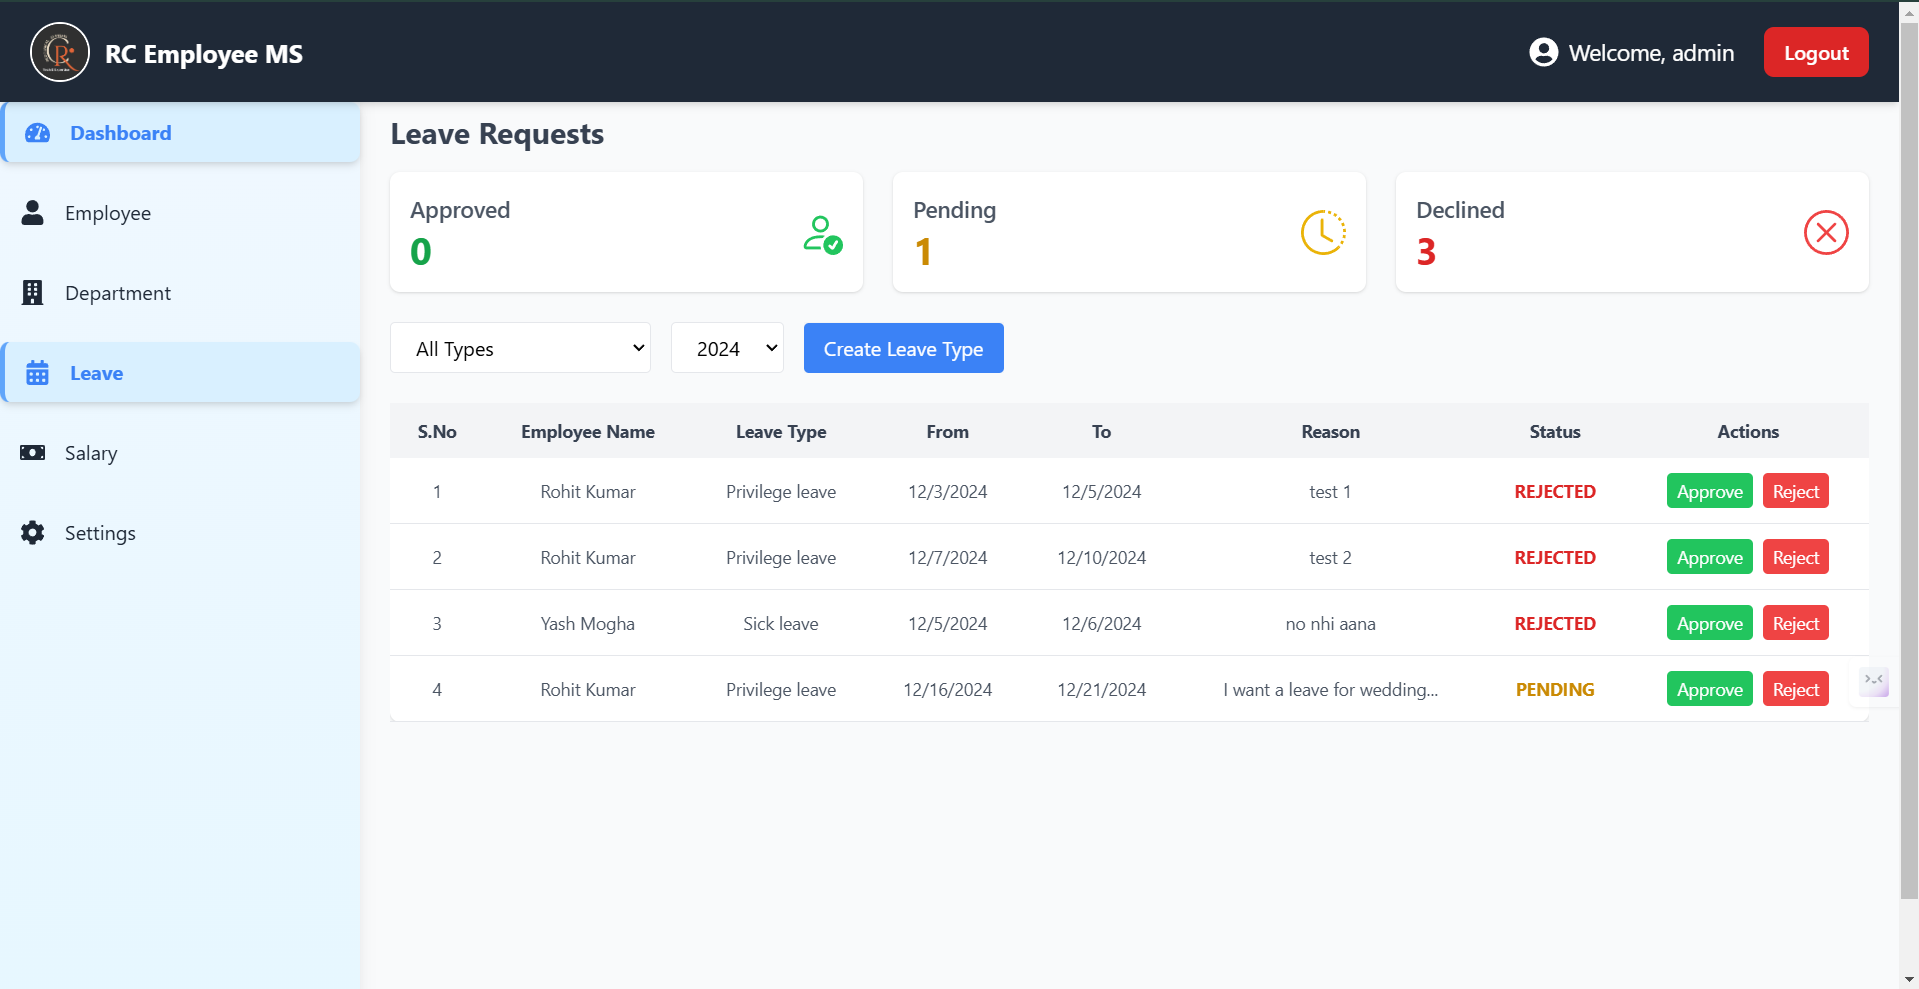 RC Employee MS
Welcome, admin
Logout
Dashboard
Employee
Department
Leave
Salary
Settings
Leave Requests
Approved
0
Pending
1
Declined
3
All Types
2024
Create Leave Type
S.No Employee Name Leave Type From To Reason Status Actions
1 Rohit Kumar Privilege leave 12/3/2024 12/5/2024 test 1 REJECTED Approve Reject
2 Rohit Kumar Privilege leave 12/7/2024 12/10/2024 test 2 REJECTED Approve Reject
3 Yash Mogha Sick leave 12/5/2024 12/6/2024 no nhi aana REJECTED Approve Reject
4 Rohit Kumar Privilege leave 12/16/2024 12/21/2024 I want a leave for wedding... PENDING Approve Reject